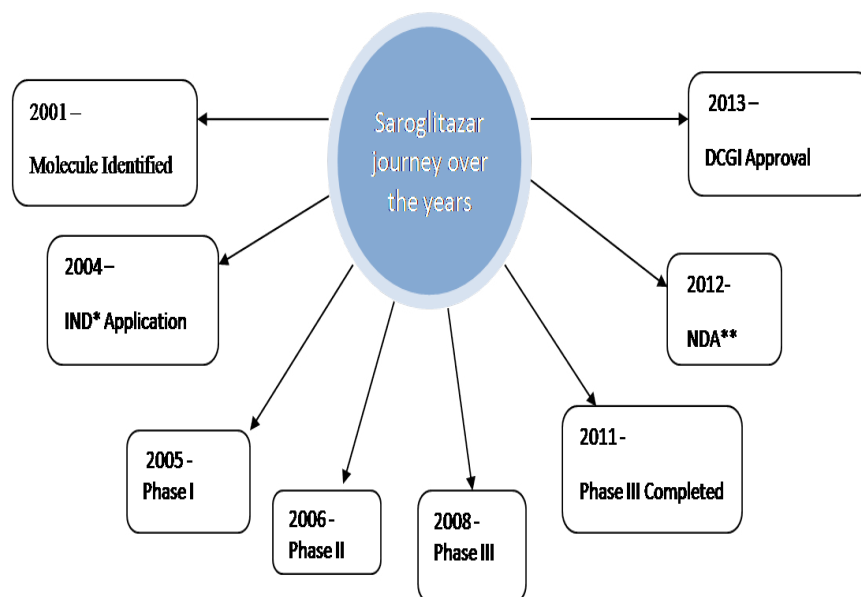 Saroglitazar
journey over
the years
2001 –
Molecule Identified
2004 –
IND* Application
2005 -
Phase I
2006 -
Phase II
2008 -
Phase III
2011 -
Phase III Completed
2012-
NDA**
2013 –
DCGI Approval